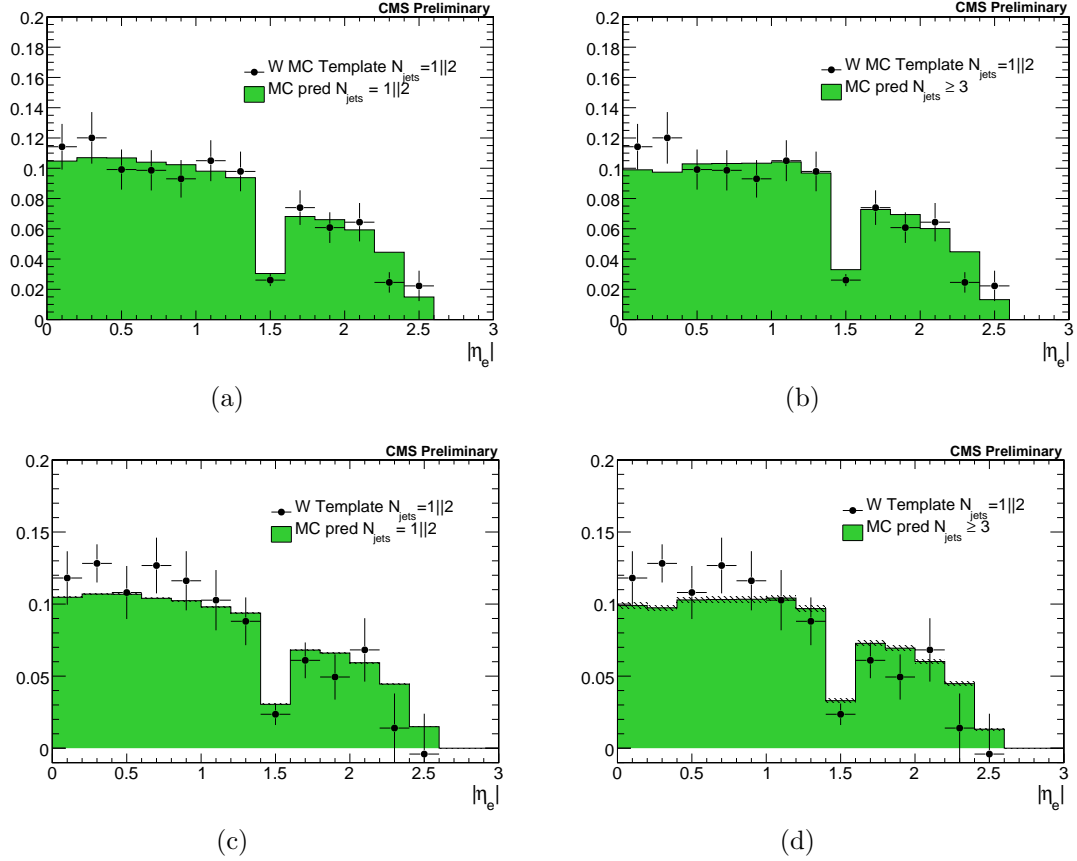 CMS Preliminary
0.2
0.18
0.16
0.14
0.12
0.1
0.08
0.06
0.04
0.02
0
W MC Template N_jets=1||2
MC pred N_jets = 1||2
0.5 1 1.5 2 2.5 3
|η_e|
(a)
CMS Preliminary
0.2
0.18
0.16
0.14
0.12
0.1
0.08
0.06
0.04
0.02
0
W MC Template N_jets=1||2
MC pred N_jets ≥ 3
0.5 1 1.5 2 2.5 3
|η_e|
(b)
CMS Preliminary
0.2
0.15
0.1
0.05
0
W Template N_jets=1||2
MC pred N_jets = 1||2
0 0.5 1 1.5 2 2.5 3
|η_e|
(c)
CMS Preliminary
0.2
0.15
0.1
0.05
0
W Template N_jets=1||2
MC pred N_jets ≥ 3
0 0.5 1 1.5 2 2.5 3
|η_e|
(d)